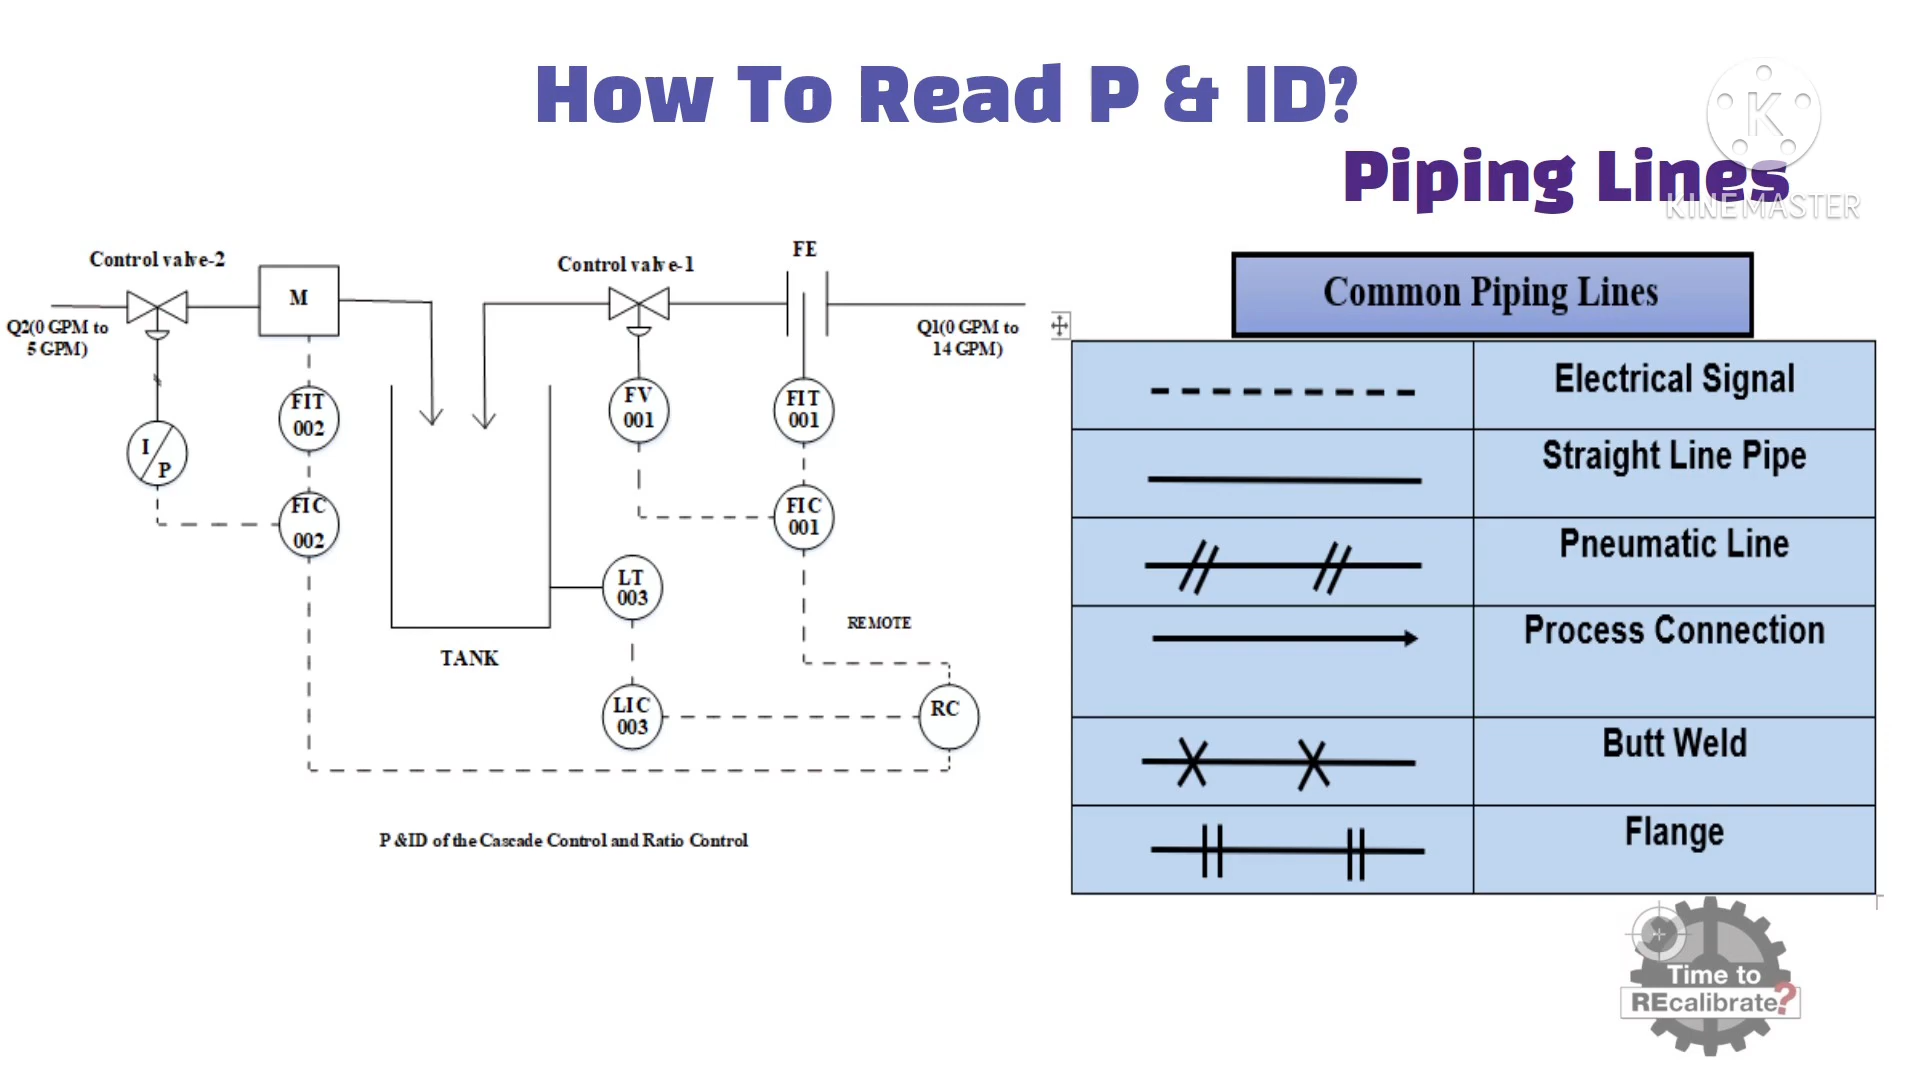 How To Read P & ID?
Piping Lines
K
KINEMASTER
Control valve-2
M
Control valve-1
FE
Q2(0 GPM to
5 GPM)
Q1(0 GPM to
14 GPM)
FIT
002
FV
001
FIT
001
I
P
FIC
002
FIC
001
LT
003
REMOTE
TANK
LIC
003
RC
P &ID of the Cascade Control and Ratio Control
Common Piping Lines
Electrical Signal
Straight Line Pipe
Pneumatic Line
Process Connection
Butt Weld
Flange
Time to
REcalibrate?